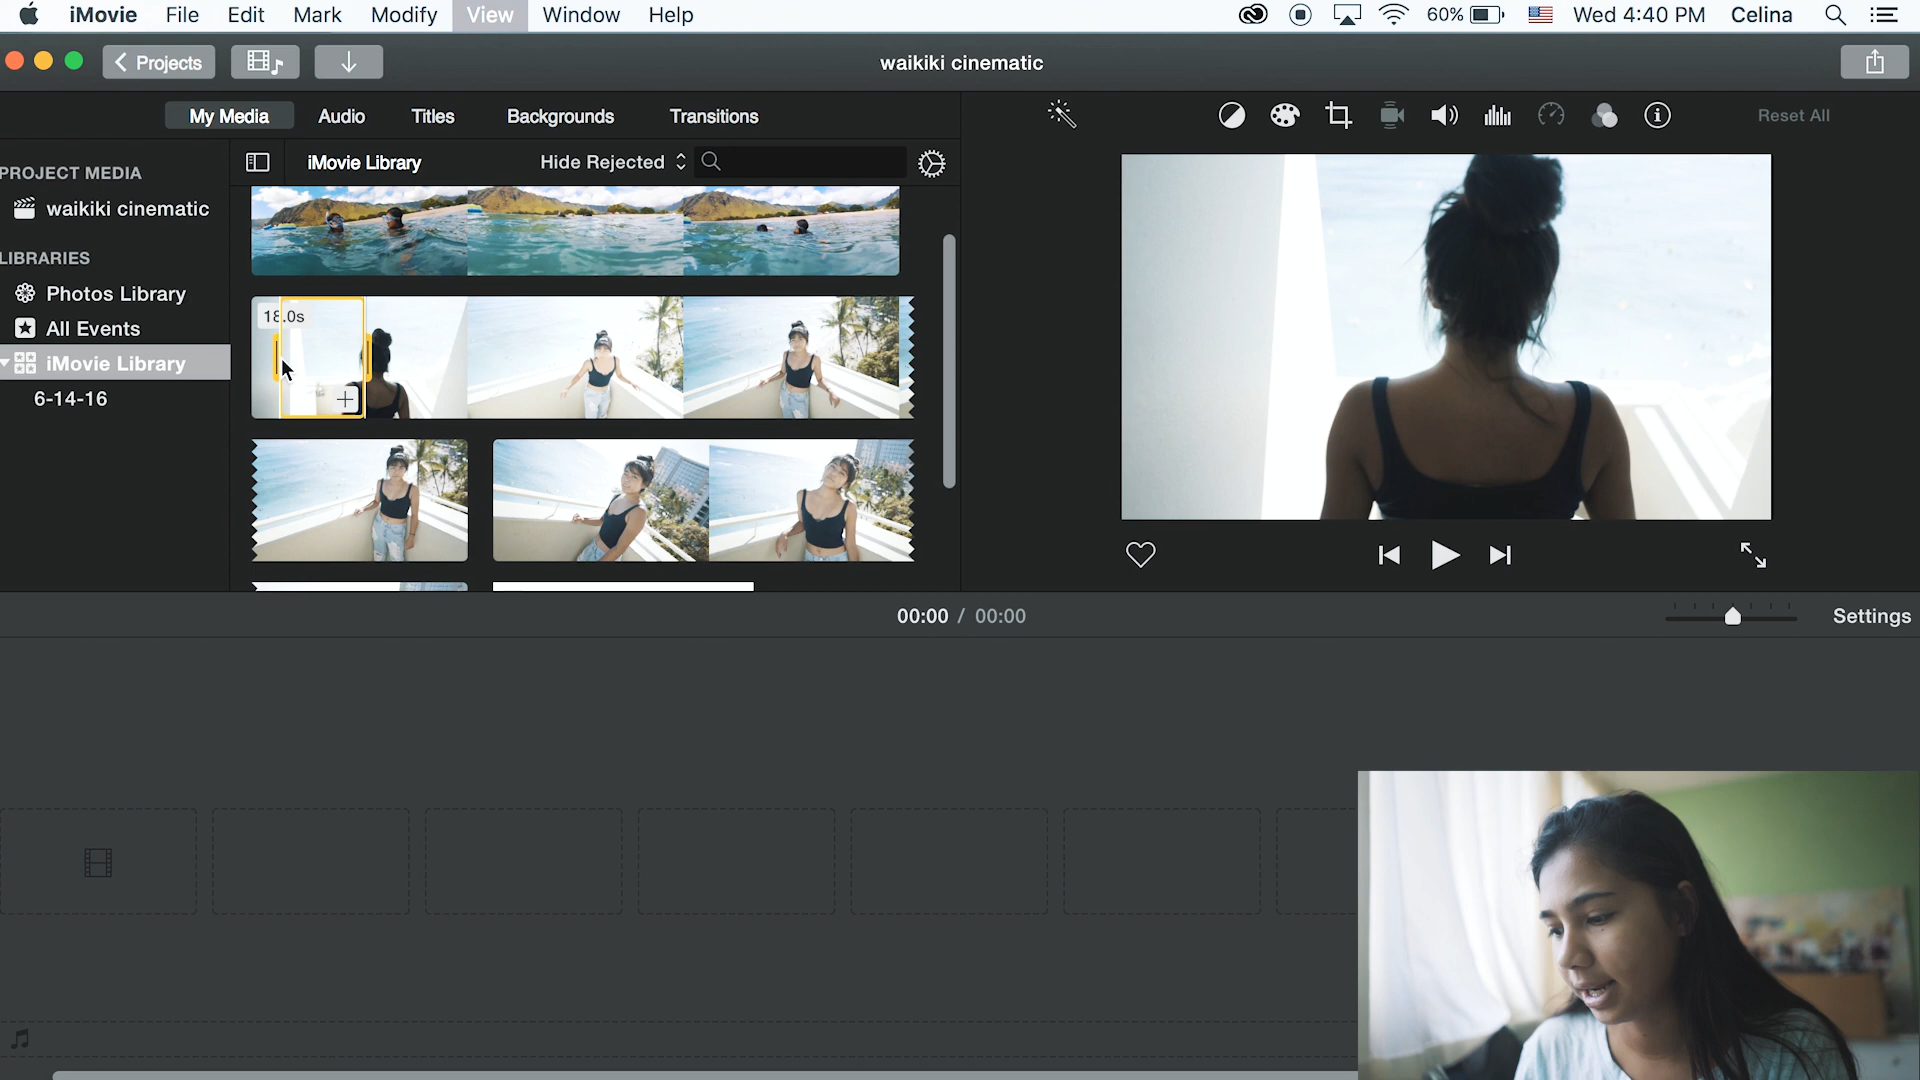 iMovie File Edit Mark Modify View Window Help 60% Wed 4:40 PM Celina
Projects waikiki cinematic
My Media Audio Titles Backgrounds Transitions Reset All
iMovie Library Hide Rejected
PROJECT MEDIA
waikiki cinematic
LIBRARIES
Photos Library
All Events
iMovie Library
6-14-16
18.0s
00:00 / 00:00 Settings